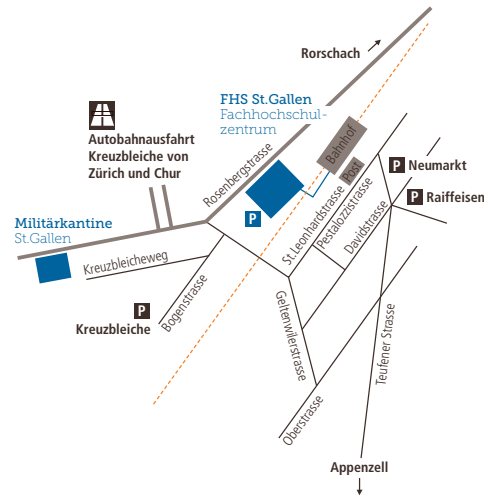 Rorschach
FHS St.Gallen
Fachhochschul-
zentrum
Autobahnausfahrt
Kreuzbleiche von
Zürich und Chur
Rosenbergstrasse
Bahnhof
Post
P Neumarkt
P Raiffeisen
P
Militärkantine
St.Gallen
Kreuzbleicheweg
St.Leonhardstrasse
Pestalozzistrasse
Davidstrasse
P
Kreuzbleiche
Bogenstrasse
Geltenwilerstrasse
Teufener Strasse
Oberstrasse
Appenzell